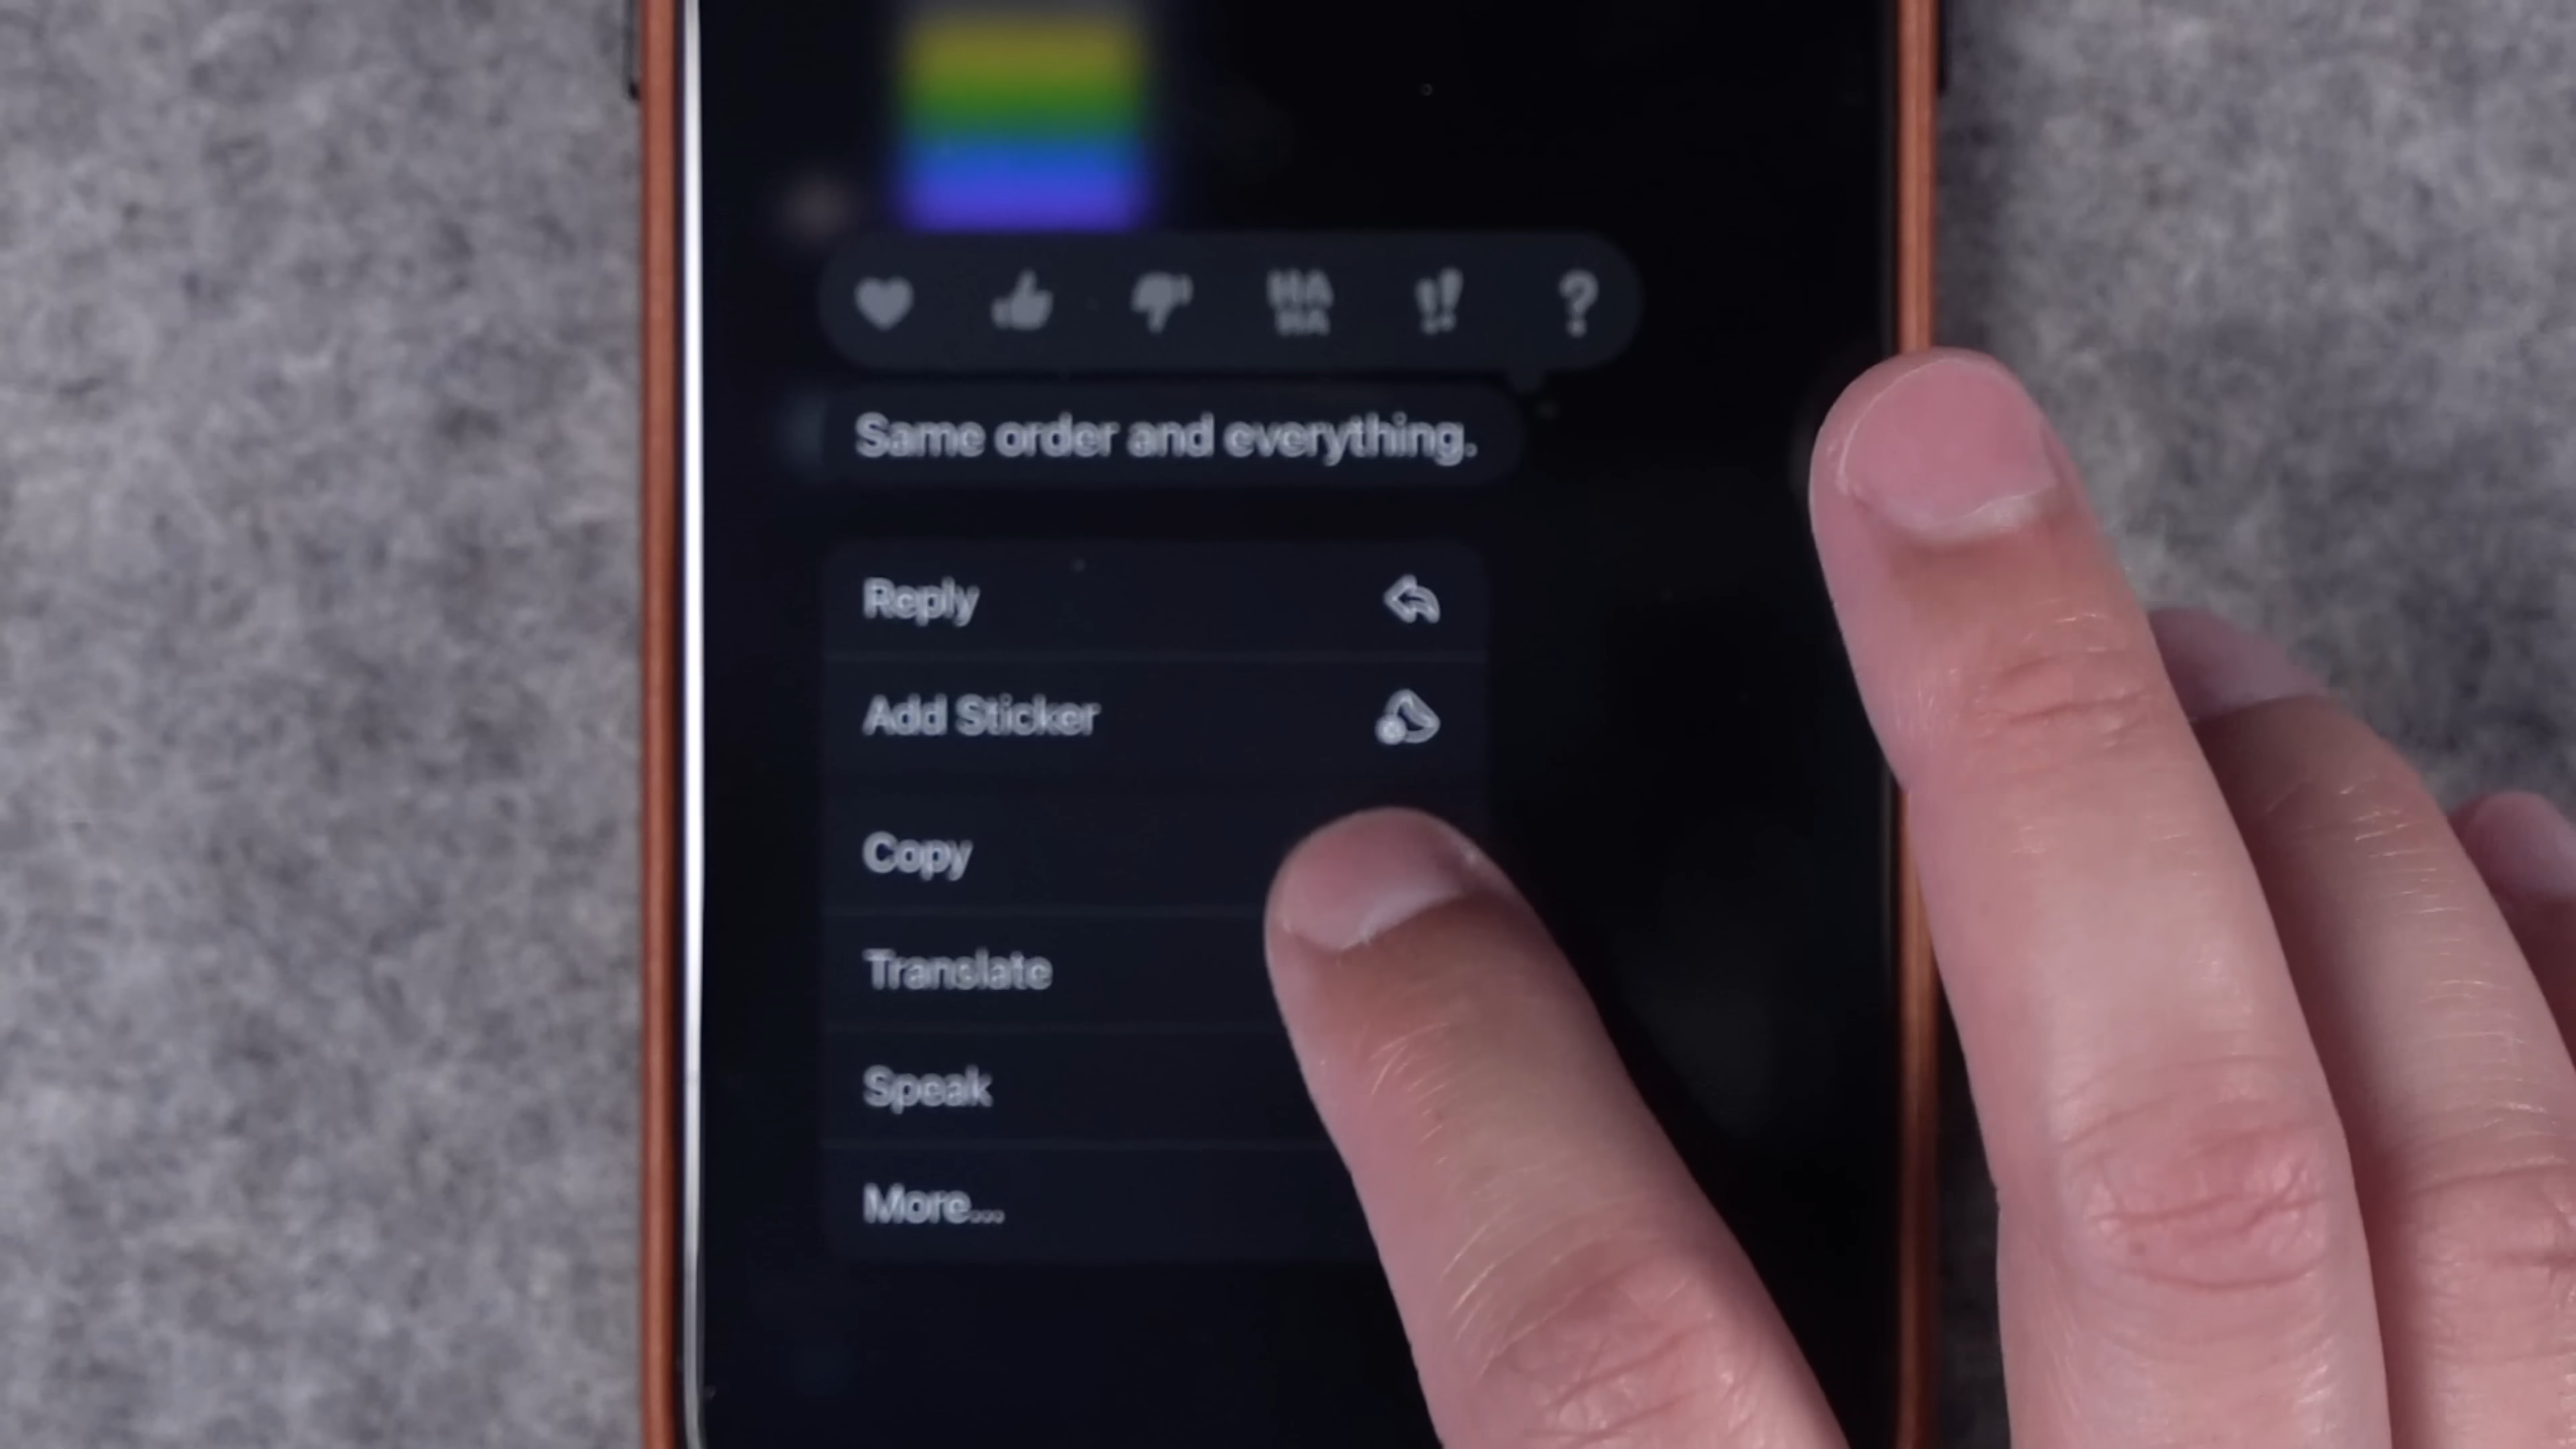 HA
HA
?
Same order and everything.
Reply
Add Sticker
Copy
Translate
Speak
More...